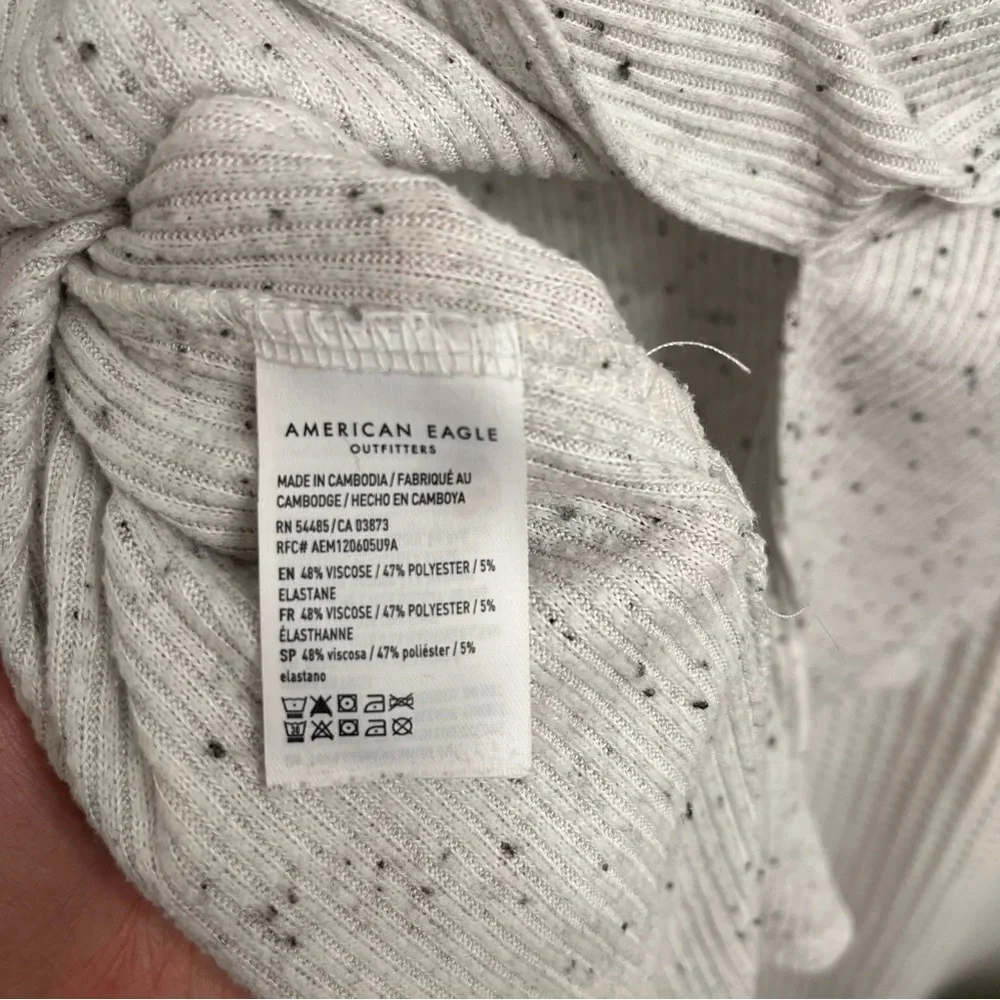 AMERICAN EAGLE
OUTFITTERS
MADE IN CAMBODIA / FABRIQUÉ AU
CAMBODGE / HECHO EN CAMBOYA
RN 54485 / CA 03873
RFC# AEM120605U9A
EN 48% VISCOSE / 47% POLYESTER / 5%
ELASTANE
FR 48% VISCOSE / 47% POLYESTER / 5%
ÉLASTHANNE
SP 48% viscosa / 47% poliéster / 5%
elastano